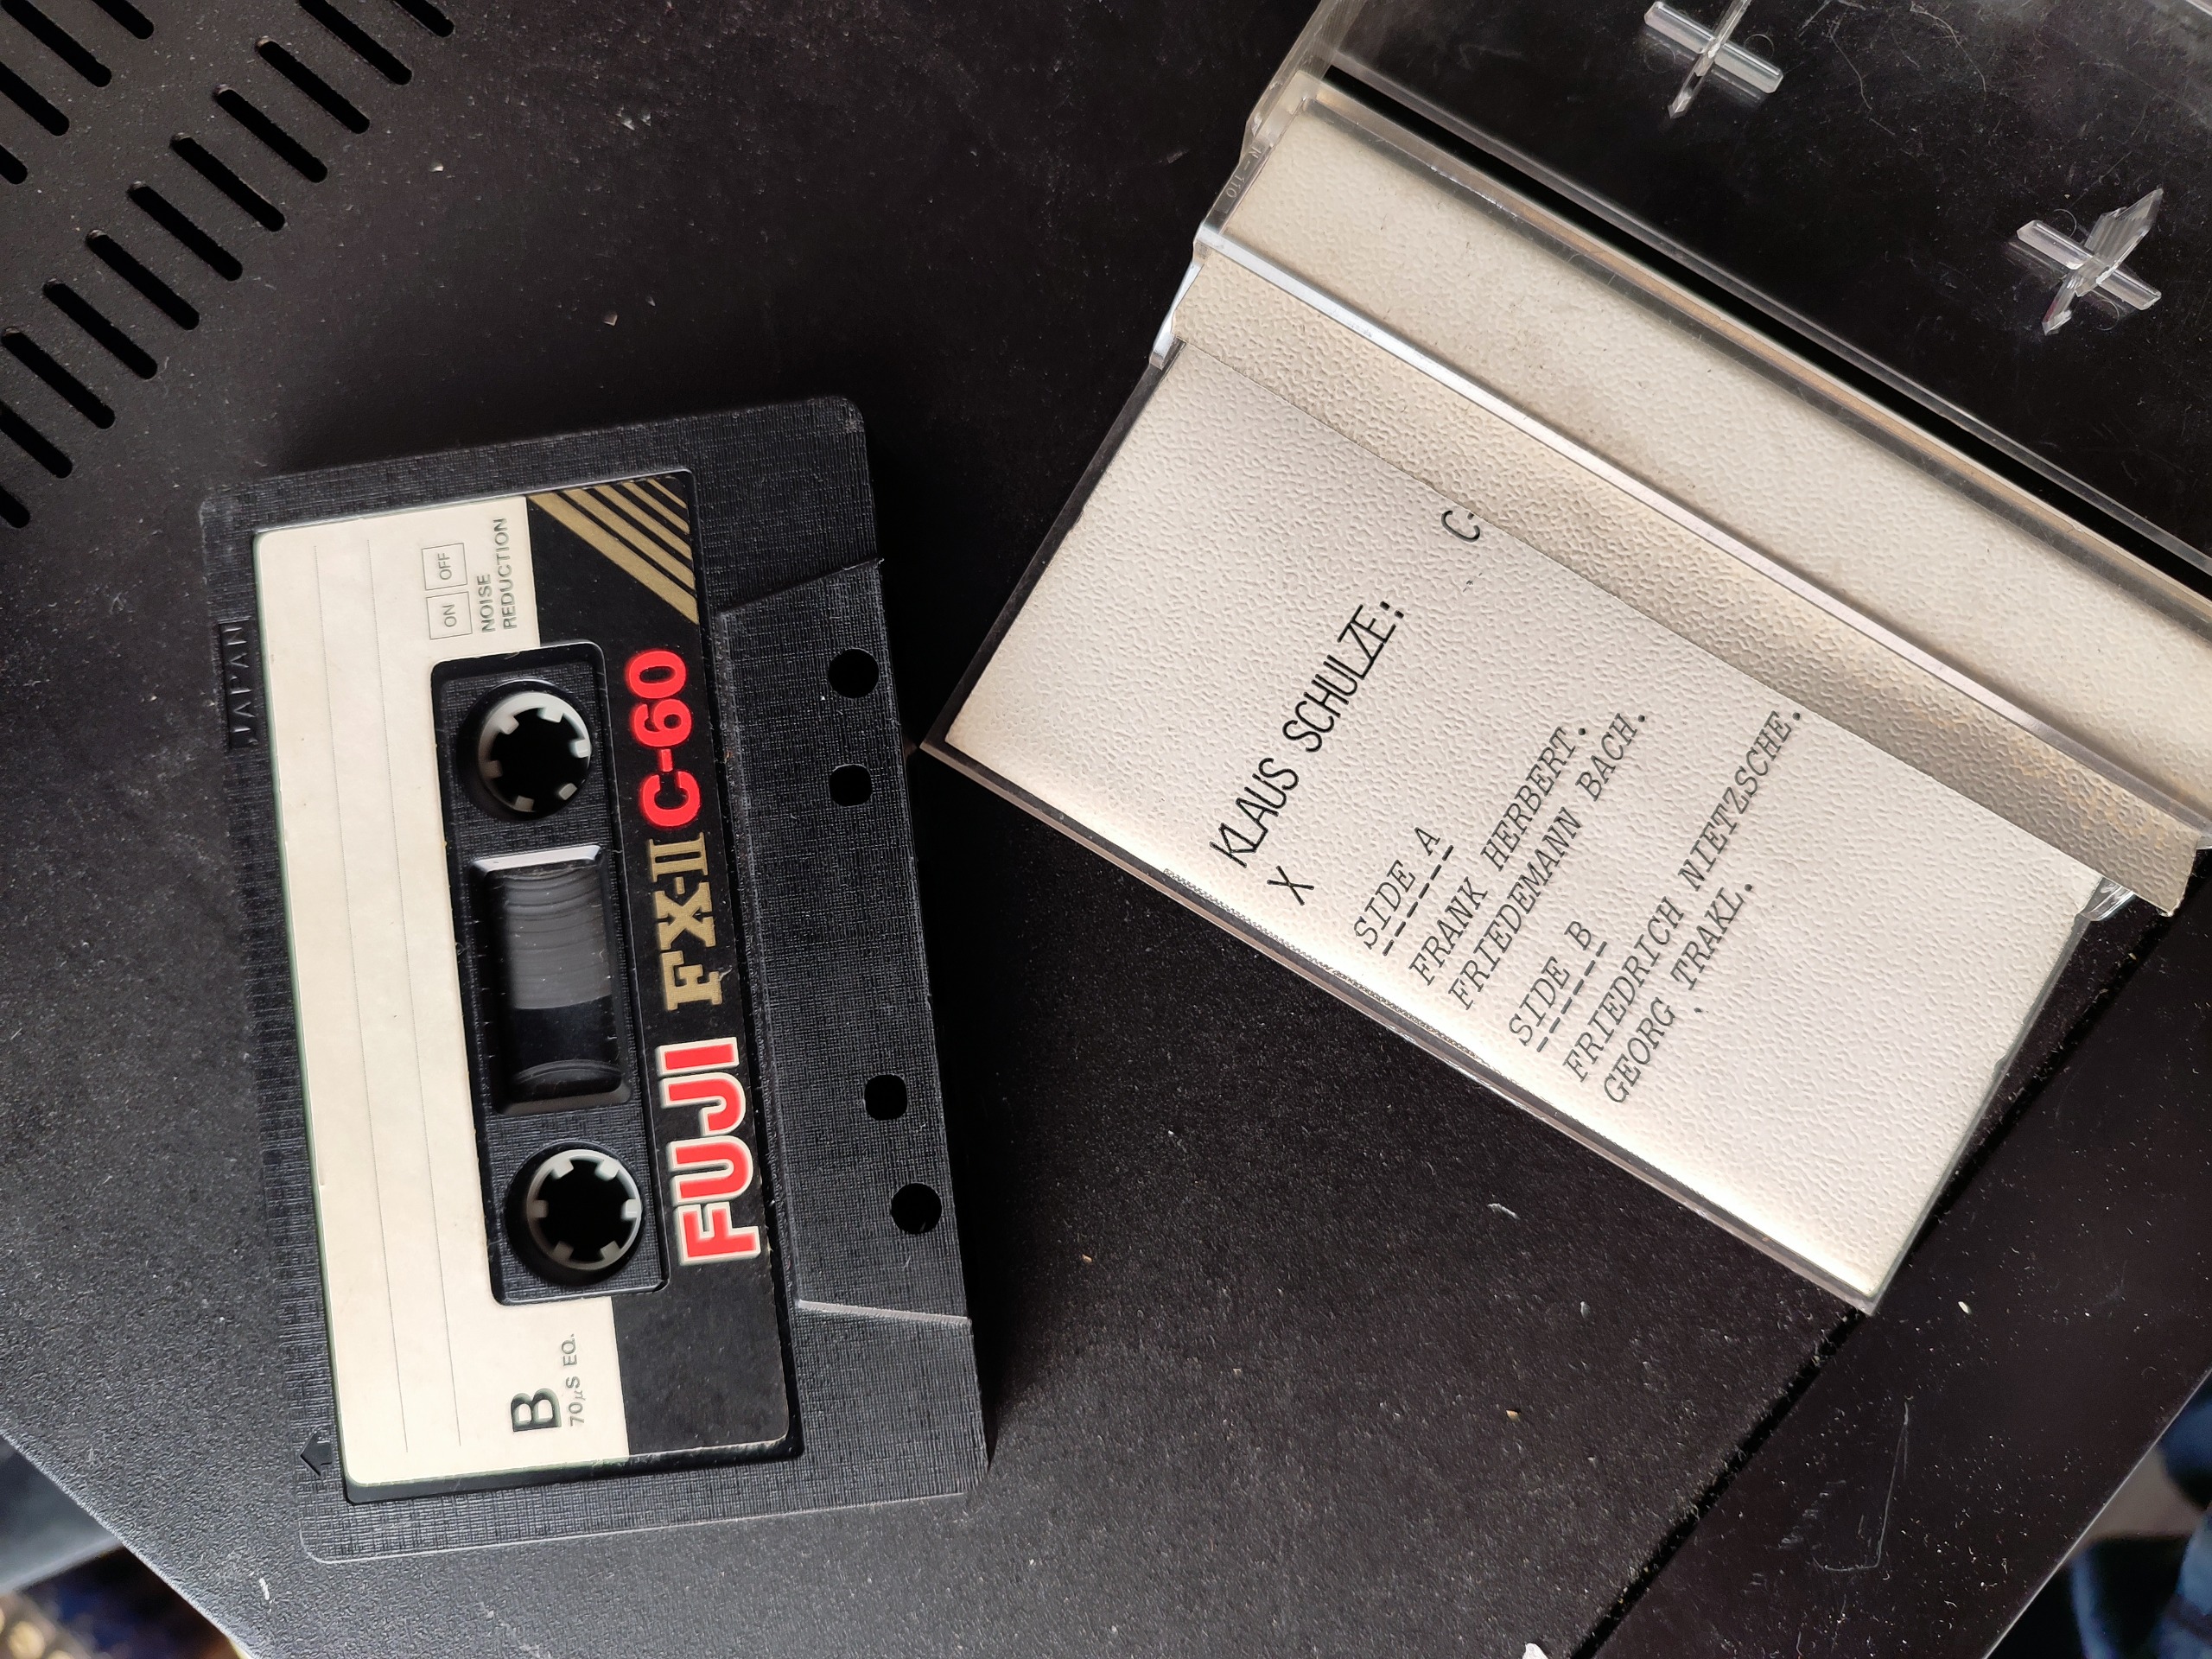 JAPAN
ON OFF
NOISE
REDUCTION
B
70μS EQ.
FUJI FX-II C-60
KLAUS SCHULZE: C-
X
SIDE A
FRANK HERBERT.
FRIEDEMANN BACH.
SIDE B
FRIEDRICH NIETZSCHE.
GEORG TRAKL.